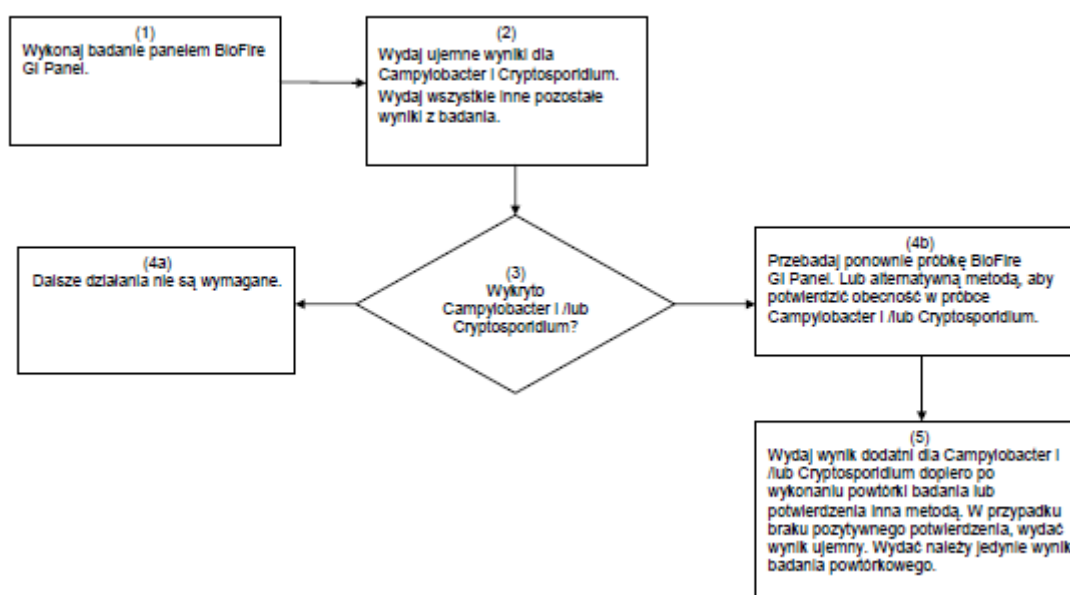 (1)
Wykonaj badanie panelem BioFire
GI Panel.
(2)
Wydaj ujemne wyniki dla
Campylobacter i Cryptosporidium.
Wydaj wszystkie inne pozostałe
wyniki z badania.
(3)
Wykryto
Campylobacter i /lub
Cryptosporidium?
(4a)
Dalsze działania nie są wymagane.
(4b)
Przebadaj ponownie próbkę BioFire
GI Panel. Lub alternatywną metodą, aby
potwierdzić obecność w próbce
Campylobacter i /lub Cryptosporidium.
(5)
Wydaj wynik dodatni dla Campylobacter i
/lub Cryptosporidium dopiero po
wykonaniu powtórki badania lub
potwierdzenia inna metodą. W przypadku
braku pozytywnego potwierdzenia, wydać
wynik ujemny. Wydać należy jedynie wynik
badania powtórkowego.